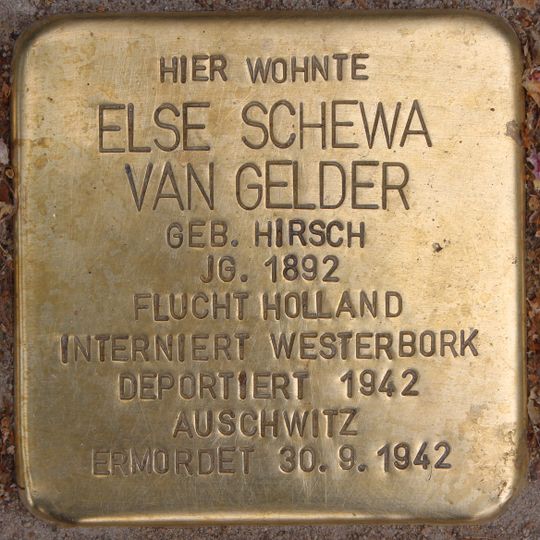 HIER WOHNTE
ELSE SCHEWA
VAN GELDER
GEB. HIRSCH
JG. 1892
FLUCHT HOLLAND
INTERNIERT WESTERBORK
DEPORTIERT 1942
AUSCHWITZ
ERMORDET 30.9.1942